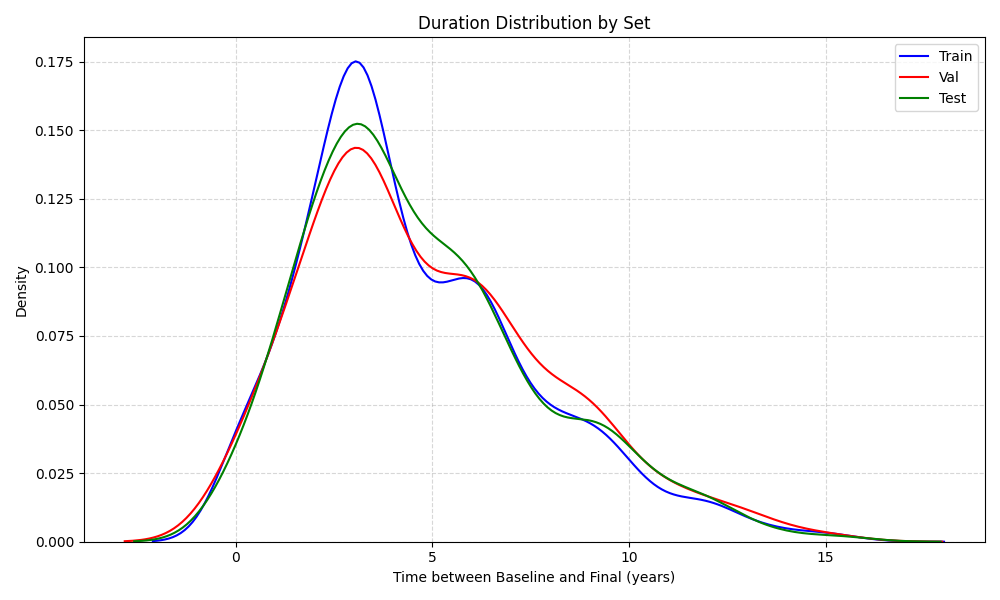 Duration Distribution by Set
Train
Val
Test
Density
0.175
0.150
0.125
0.100
0.075
0.050
0.025
0.000
0
5
10
15
Time between Baseline and Final (years)